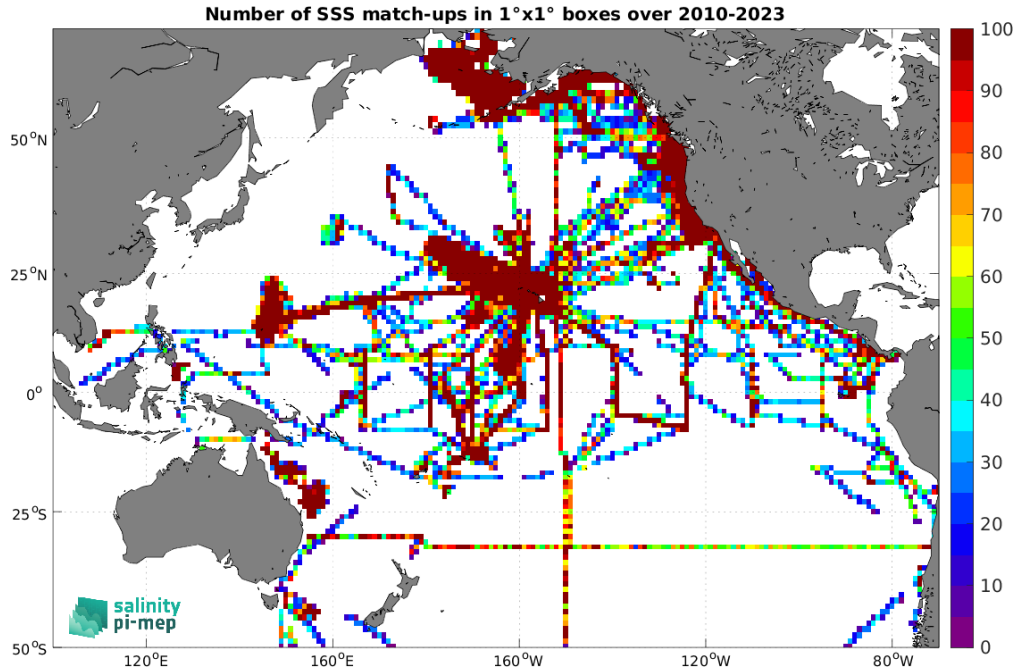 Number of SSS match-ups in 1°x1° boxes over 2010-2023
100
90
80
70
60
50
40
30
20
10
0
50°N
25°N
0°
25°S
50°S
120°E
160°E
160°W
120°W
80°W
salinity
pi-mep